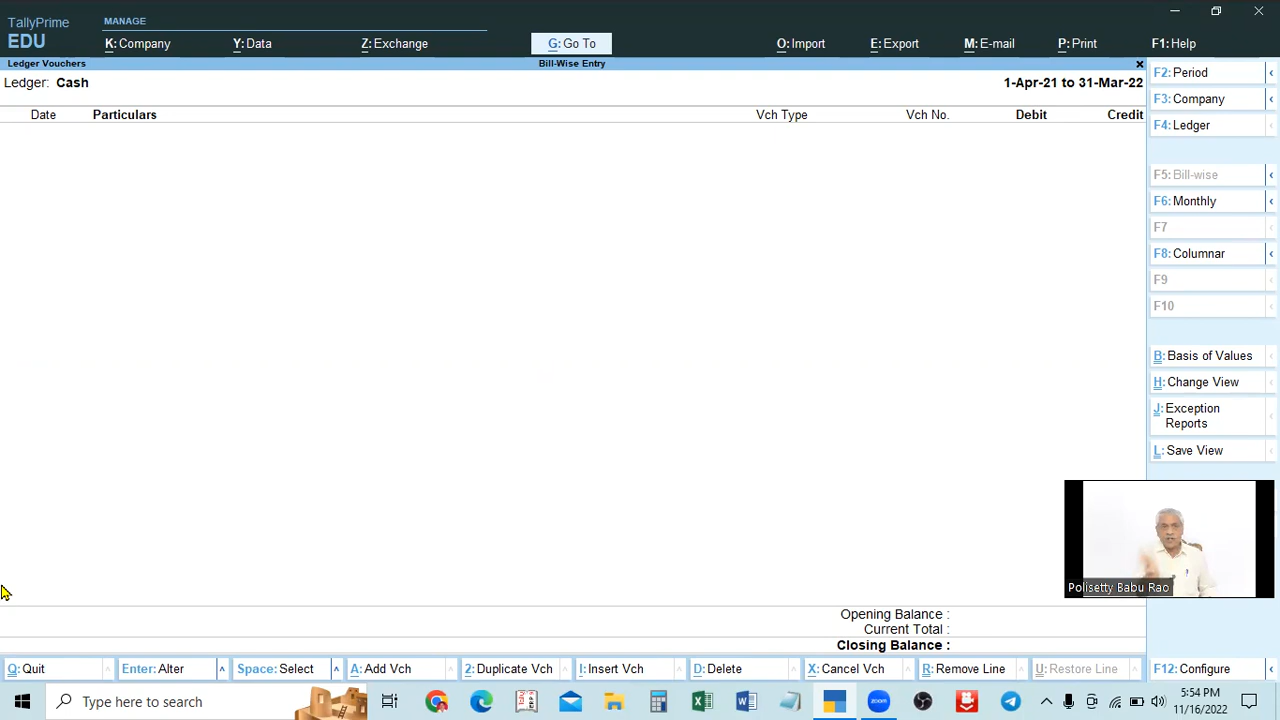 TallyPrime
EDU
MANAGE
K: Company
Y: Data
Z: Exchange
G: Go To
O: Import
E: Export
M: E-mail
P: Print
F1: Help
Ledger Vouchers
Bill-Wise Entry
Ledger: Cash
1-Apr-21 to 31-Mar-22
Date
Particulars
Vch Type
Vch No.
Debit
Credit
F2: Period
F3: Company
F4: Ledger
F5: Bill-wise
F6: Monthly
F7
F8: Columnar
F9
F10
B: Basis of Values
H: Change View
J: Exception
Reports
L: Save View
Polisetty Babu Rao
Opening Balance :
Current Total :
Closing Balance :
Q: Quit
Enter: Alter
Space: Select
A: Add Vch
2: Duplicate Vch
I: Insert Vch
D: Delete
X: Cancel Vch
R: Remove Line
U: Restore Line
F12: Configure
Type here to search
zoom
5:54 PM
11/16/2022